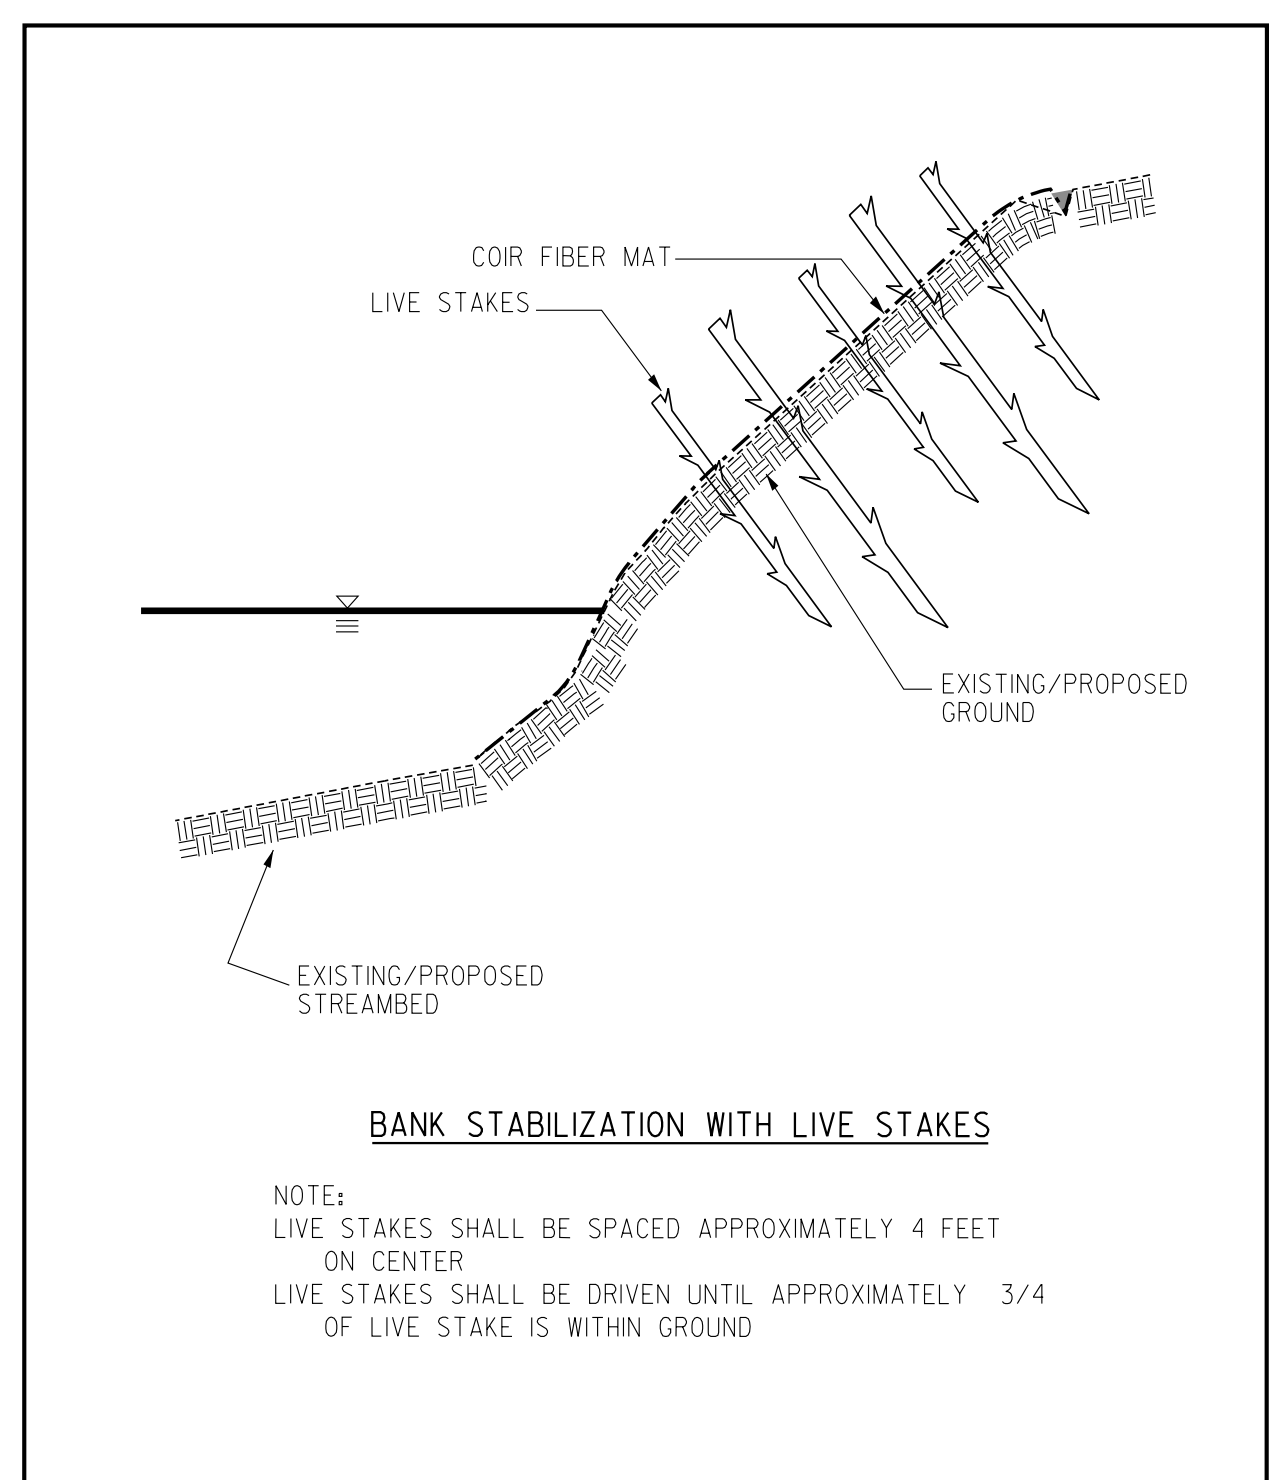 COIR FIBER MAT
LIVE STAKES
EXISTING/PROPOSED
GROUND
EXISTING/PROPOSED
STREAMBED
BANK STABILIZATION WITH LIVE STAKES
NOTE:
LIVE STAKES SHALL BE SPACED APPROXIMATELY 4 FEET
ON CENTER
LIVE STAKES SHALL BE DRIVEN UNTIL APPROXIMATELY 3/4
OF LIVE STAKE IS WITHIN GROUND